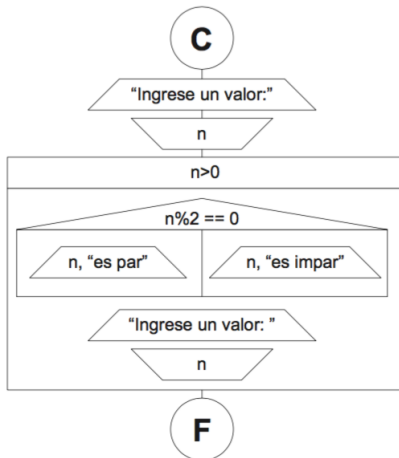 C
“Ingrese un valor:”
n
n>0
n%2 == 0
n, “es par”
n, “es impar”
“Ingrese un valor: ”
n
F